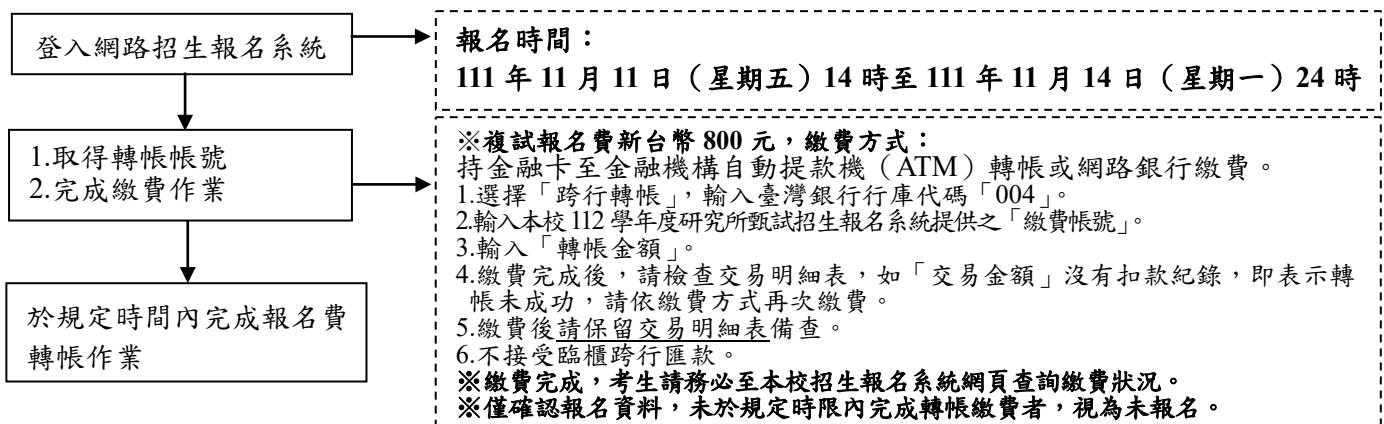 登入網路招生報名系統
報名時間：
111 年 11 月 11 日（星期五）14 時至 111 年 11 月 14 日（星期一）24 時
1.取得轉帳帳號
2.完成繳費作業
※複試報名費新台幣 800 元，繳費方式：
持金融卡至金融機構自動提款機（ATM）轉帳或網路銀行繳費。
1.選擇「跨行轉帳」，輸入臺灣銀行行庫代碼「004」。
2.輸入本校 112 學年度研究所甄試招生報名系統提供之「繳費帳號」。
3.輸入「轉帳金額」。
4.繳費完成後，請檢查交易明細表，如「交易金額」沒有扣款紀錄，即表示轉
帳未成功，請依繳費方式再次繳費。
5.繳費後請保留交易明細表備查。
6.不接受臨櫃跨行匯款。
※繳費完成，考生請務必至本校招生報名系統網頁查詢繳費狀況。
※僅確認報名資料，未於規定時限內完成轉帳繳費者，視為未報名。
於規定時間內完成報名費
轉帳作業